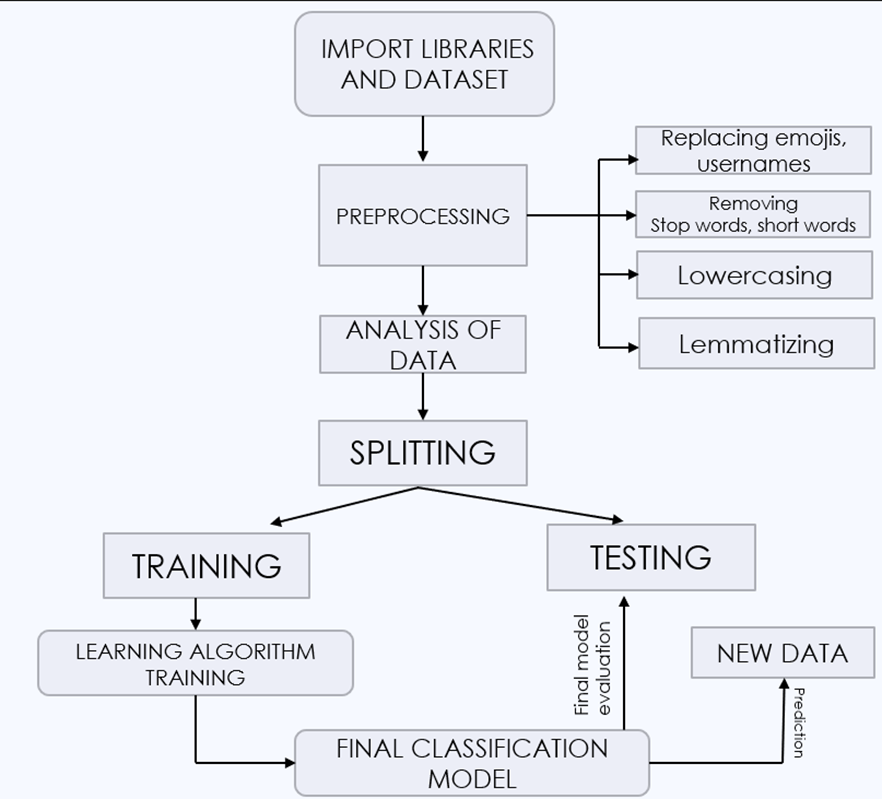 IMPORT LIBRARIES
AND DATASET
Replacing emojis,
usernames
PREPROCESSING
Removing
Stop words, short words
Lowercasing
ANALYSIS OF
DATA
Lemmatizing
SPLITTING
TRAINING
TESTING
LEARNING ALGORITHM
TRAINING
Final model
evaluation
NEW DATA
Prediction
FINAL CLASSIFICATION
MODEL